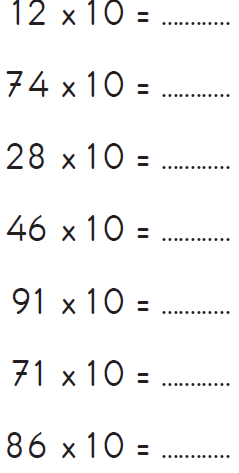 12 x 10 = ............
74 x 10 = ............
28 x 10 = ............
46 x 10 = ............
91 x 10 = ............
71 x 10 = ............
86 x 10 = ............